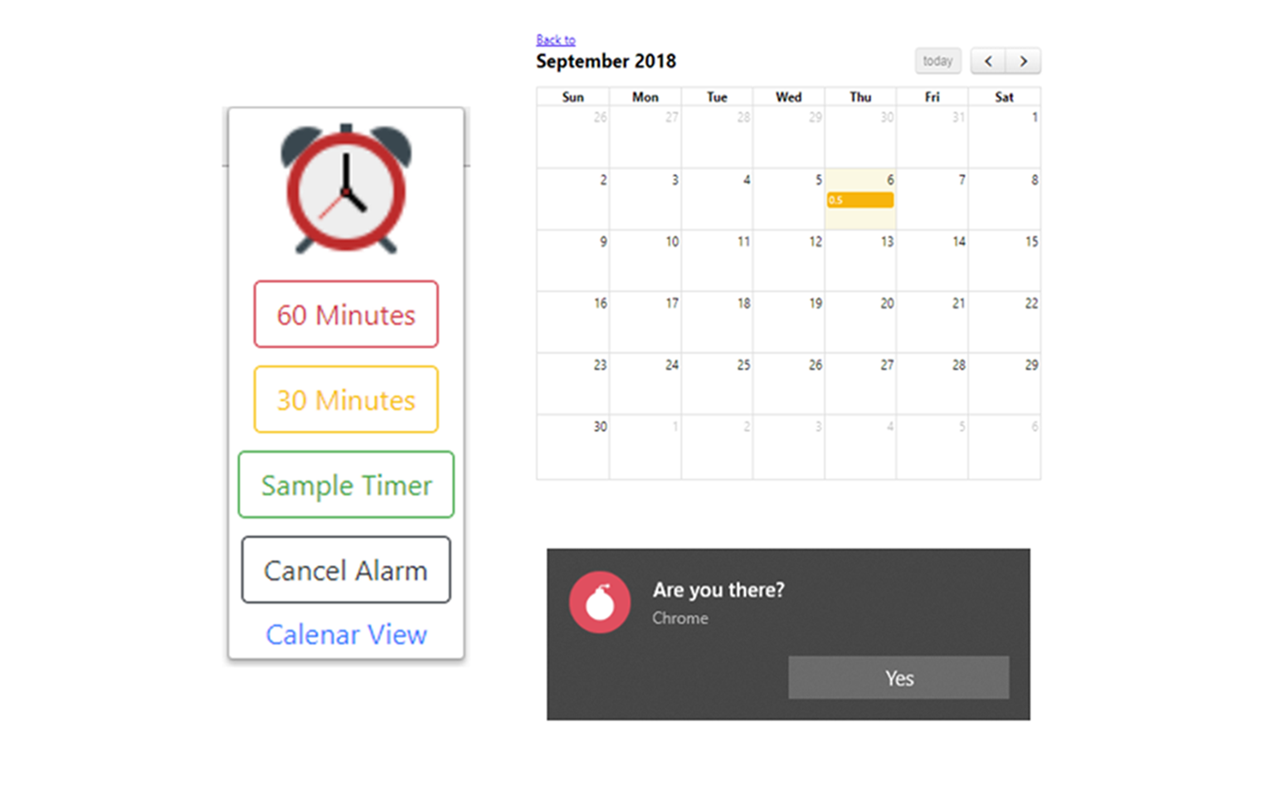 60 Minutes
30 Minutes
Sample Timer
Cancel Alarm
Calenar View
Back to
September 2018
today
Sun Mon Tue Wed Thu Fri Sat
26 27 28 29 30 31 1
2 3 4 5 6 7 8
0.5
9 10 11 12 13 14 15
16 17 18 19 20 21 22
23 24 25 26 27 28 29
30 1 2 3 4 5 6
Are you there?
Chrome
Yes